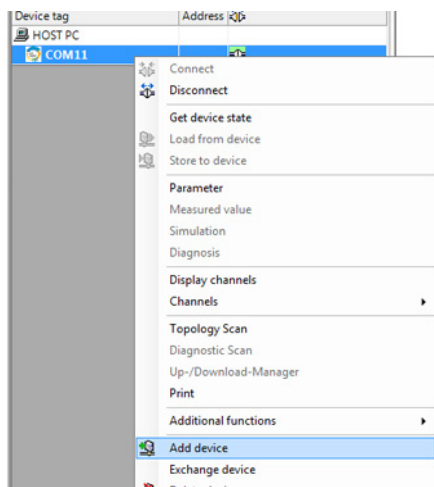 Device tag Address
HOST PC
COM11
Connect
Disconnect
Get device state
Load from device
Store to device
Parameter
Measured value
Simulation
Diagnosis
Display channels
Channels
Topology Scan
Diagnostic Scan
Up-/Download-Manager
Print
Additional functions
Add device
Exchange device